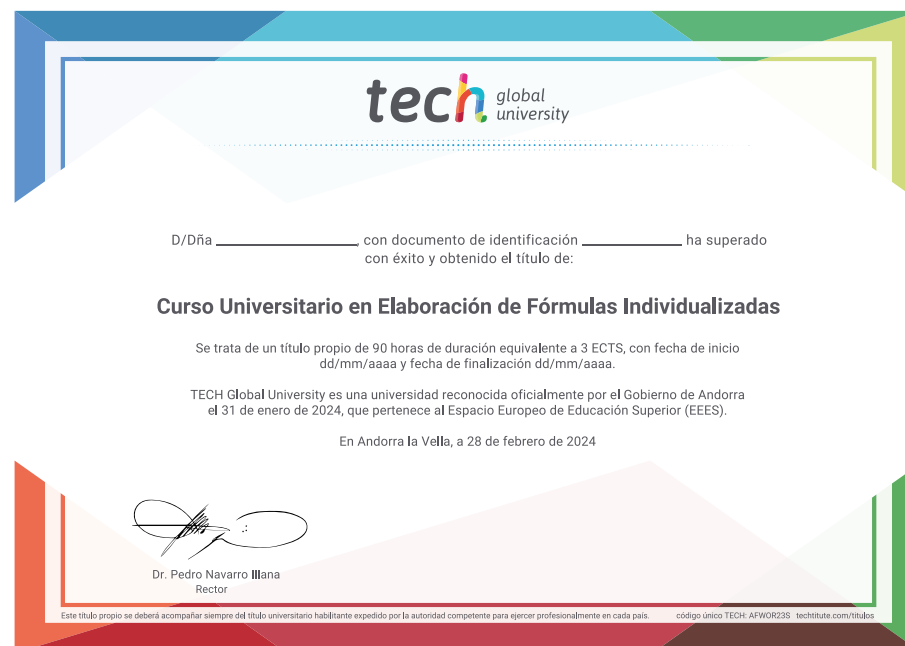 tech global university
D/Dña ____________________, con documento de identificación ______________ ha superado
con éxito y obtenido el título de:
Curso Universitario en Elaboración de Fórmulas Individualizadas
Se trata de un título propio de 90 horas de duración equivalente a 3 ECTS, con fecha de inicio
dd/mm/aaaa y fecha de finalización dd/mm/aaaa.
TECH Global University es una universidad reconocida oficialmente por el Gobierno de Andorra
el 31 de enero de 2024, que pertenece al Espacio Europeo de Educación Superior (EEES).
En Andorra la Vella, a 28 de febrero de 2024
Dr. Pedro Navarro Illana
Rector
Este título propio se deberá acompañar siempre del título universitario habilitante expedido por la autoridad competente para ejercer profesionalmente en cada país. código único TECH: AFWOR23S techtitute.com/titulos